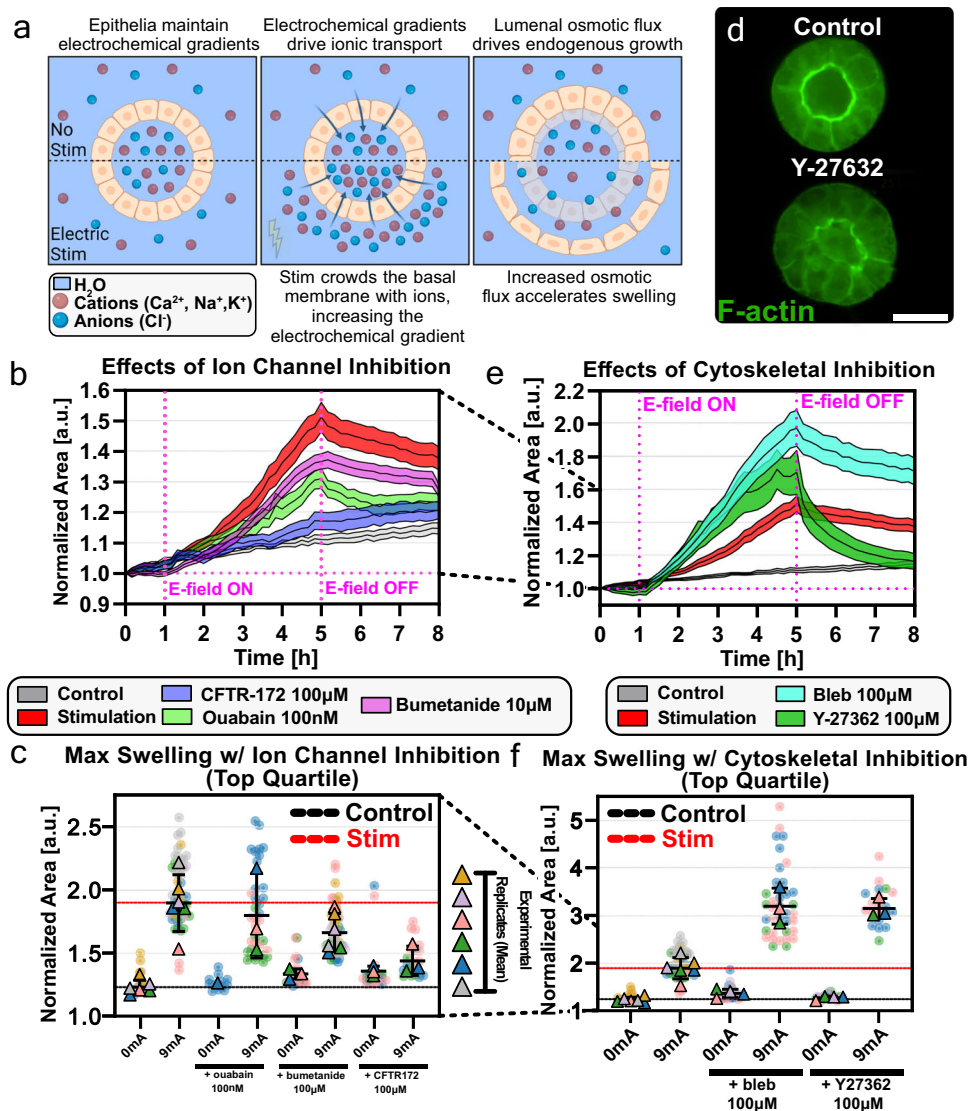 a
Epithelia maintain
electrochemical gradients
Electrochemical gradients
drive ionic transport
Lumenal osmotic flux
drives endogenous growth
No
Stim
Electric
Stim
H₂O
Cations (Ca²⁺, Na⁺,K⁺)
Anions (Cl⁻)
Stim crowds the basal
membrane with ions,
increasing the
electrochemical gradient
Increased osmotic
flux accelerates swelling
d
Control
Y-27632
F-actin
b
Effects of Ion Channel Inhibition
Normalized Area [a.u.]
1.6
1.5
1.4
1.3
1.2
1.1
1.0
0.9
E-field ON
E-field OFF
0 1 2 3 4 5 6 7 8
Time [h]
Control
Stimulation
CFTR-172 100µM
Ouabain 100nM
Bumetanide 10µM
e
Effects of Cytoskeletal Inhibition
Normalized Area [a.u.]
2.2
2.0
1.8
1.6
1.4
1.2
1.0
E-field ON
E-field OFF
0 1 2 3 4 5 6 7 8
Time [h]
Control
Stimulation
Bleb 100µM
Y-27362 100µM
c
Max Swelling w/ Ion Channel Inhibition
(Top Quartile)
Normalized Area [a.u.]
2.5
2.0
1.5
1.0
Control
Stim
0mA 9mA 0mA 9mA 0mA 9mA 0mA 9mA
+ ouabain
100nM
+ bumetanide
100µM
+ CFTR172
100µM
Experimental
Replicates (Mean)
f
Max Swelling w/ Cytoskeletal Inhibition
(Top Quartile)
Normalized Area [a.u.]
5
4
3
2
1
Control
Stim
0mA 9mA 0mA 9mA 0mA 9mA
+ bleb
100µM
+ Y27362
100µM